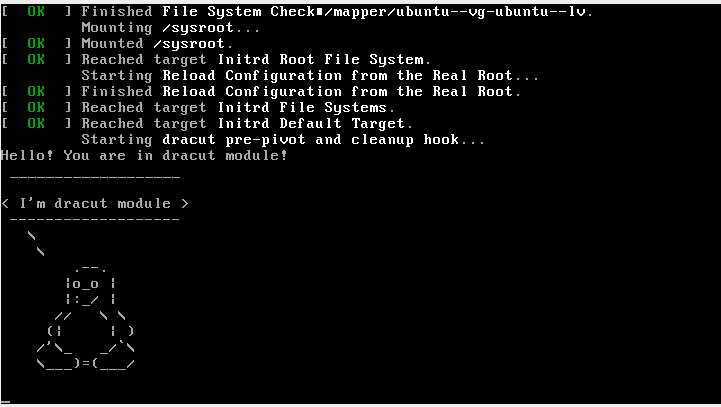 [  OK  ] Finished File System Check■/mapper/ubuntu--vg-ubuntu--lv.
         Mounting /sysroot...
[  OK  ] Mounted /sysroot.
[  OK  ] Reached target Initrd Root File System.
         Starting Reload Configuration from the Real Root...
[  OK  ] Finished Reload Configuration from the Real Root.
[  OK  ] Reached target Initrd File Systems.
[  OK  ] Reached target Initrd Default Target.
         Starting dracut pre-pivot and cleanup hook...
Hello! You are in dracut module!
 ___________________
< I'm dracut module >
 -------------------
   \
    \
        .--.
       |o_o |
       |:_/ |
      //   \ \
     (|     | )
    /'\_   _/`\
    \___)=(___/
_